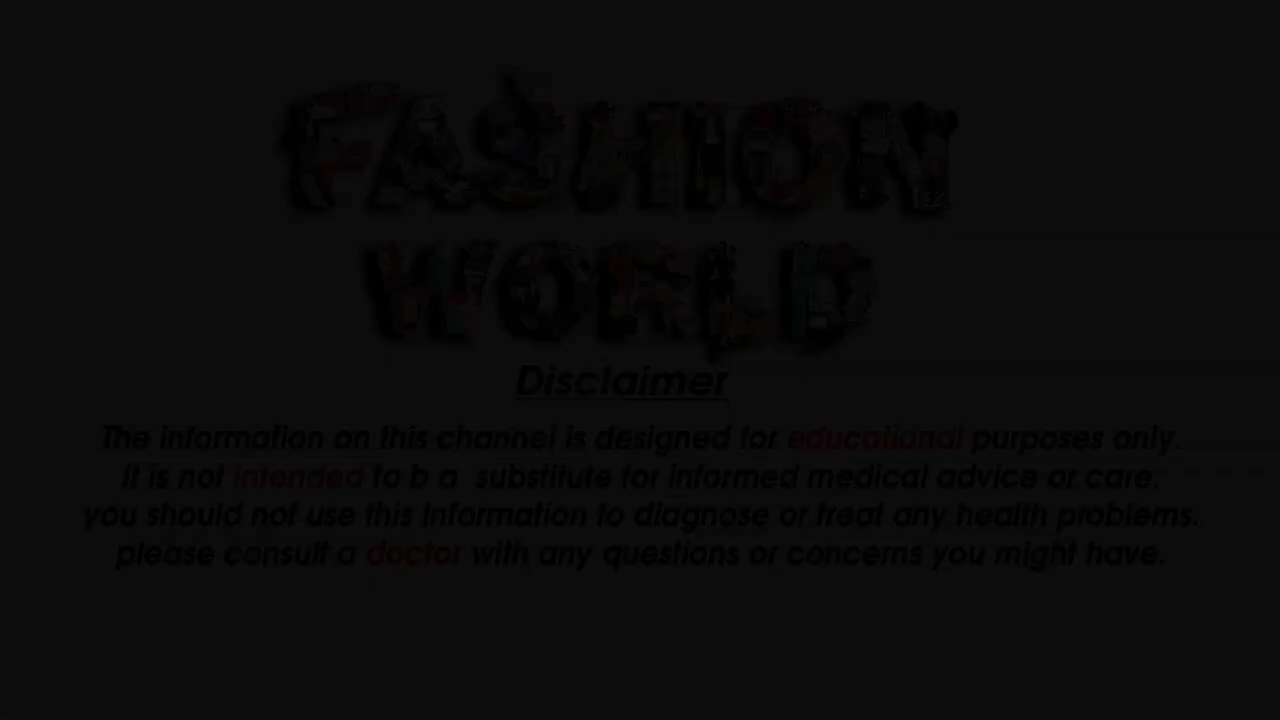 FASHION
WORLD
Disclaimer
The information on this channel is designed for educational purposes only.
It is not intended to b a substitute for informed medical advice or care.
you should not use this information to diagnose or treat any health problems.
please consult a doctor with any questions or concerns you might have.